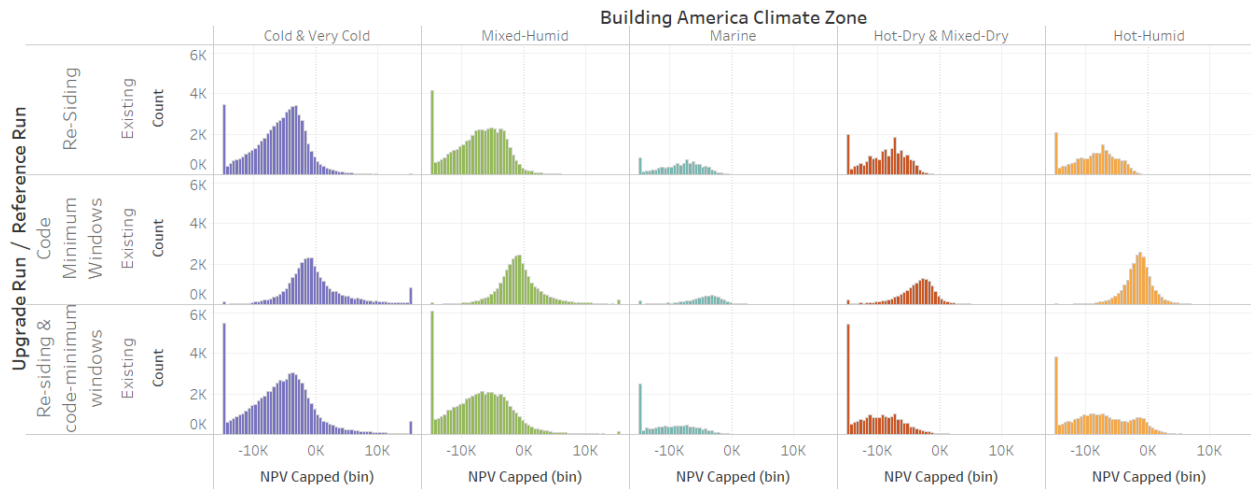 Building America Climate Zone
Cold & Very Cold Mixed-Humid Marine Hot-Dry & Mixed-Dry Hot-Humid
Upgrade Run / Reference Run
Re-Siding
Existing
Count
6K
4K
2K
0K
Code
Minimum
Windows
Existing
Count
6K
4K
2K
0K
Re-siding &
code-minimum
windows
Existing
Count
6K
4K
2K
0K
-10K 0K 10K -10K 0K 10K -10K 0K 10K -10K 0K 10K -10K 0K 10K
NPV Capped (bin) NPV Capped (bin) NPV Capped (bin) NPV Capped (bin) NPV Capped (bin)